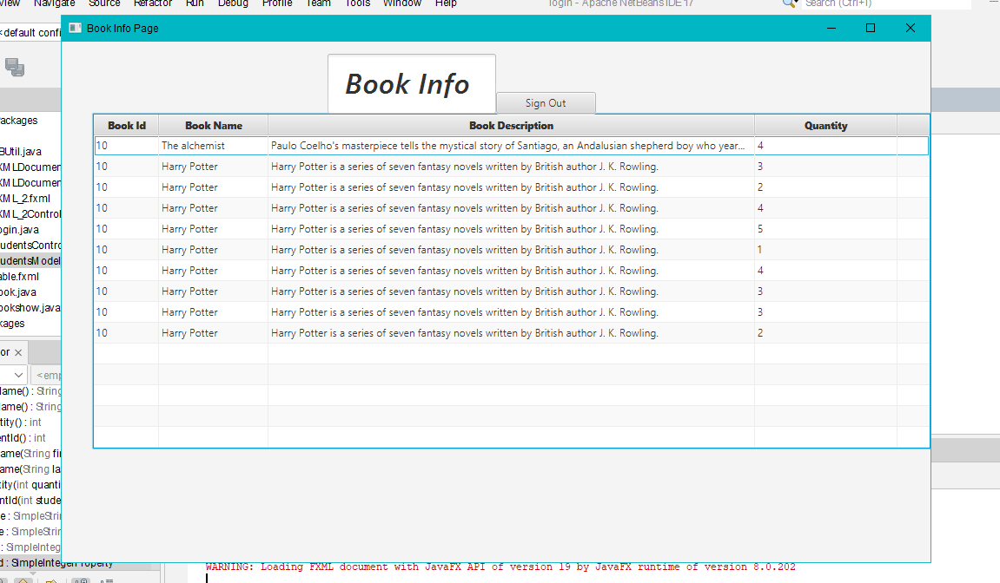 View Navigate Source Refactor Run Debug Profile Team Tools Window Help login - Apache NetBeans IDE 17 Search (Ctrl+I)
<default confi
Book Info Page
Book Info
Sign Out
Book Id Book Name Book Description Quantity
10 The alchemist Paulo Coelho's masterpiece tells the mystical story of Santiago, an Andalusian shepherd boy who year... 4
10 Harry Potter Harry Potter is a series of seven fantasy novels written by British author J. K. Rowling. 3
10 Harry Potter Harry Potter is a series of seven fantasy novels written by British author J. K. Rowling. 2
10 Harry Potter Harry Potter is a series of seven fantasy novels written by British author J. K. Rowling. 4
10 Harry Potter Harry Potter is a series of seven fantasy novels written by British author J. K. Rowling. 5
10 Harry Potter Harry Potter is a series of seven fantasy novels written by British author J. K. Rowling. 1
10 Harry Potter Harry Potter is a series of seven fantasy novels written by British author J. K. Rowling. 4
10 Harry Potter Harry Potter is a series of seven fantasy novels written by British author J. K. Rowling. 3
10 Harry Potter Harry Potter is a series of seven fantasy novels written by British author J. K. Rowling. 3
10 Harry Potter Harry Potter is a series of seven fantasy novels written by British author J. K. Rowling. 2
ackages
BUtil.java
XMLDocumen
XMLDocumen
XML_2.fxml
XML_2Control
ogin.java
udentsContro
udentsModel
able.fxml
ook.java
ookshow.java
kages
or
<emp
Name() : String
Name() : String
tity() : int
entId() : int
ame(String fir
ame(String la
tity(int quanti
ntId(int stude
e : SimpleStrin
e : SimpleStrin
: SimpleInteg
d : SimpleIntegerProperty
WARNING: Loading FXML document with JavaFX API of version 19 by JavaFX runtime of version 8.0.202